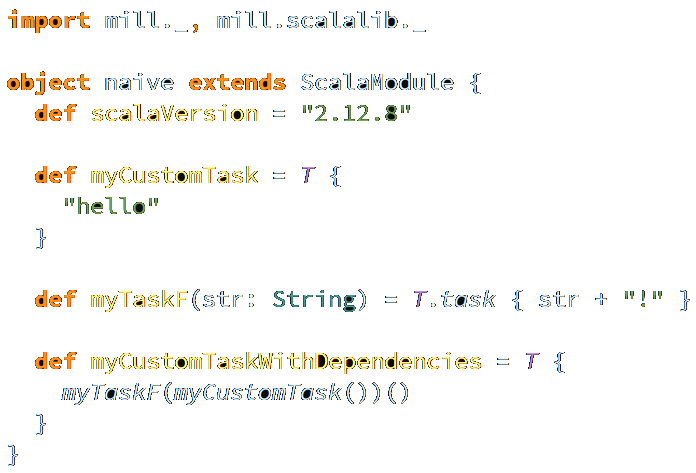 import mill._, mill.scalalib._
object naive extends ScalaModule {
def scalaVersion = "2.12.8"
def myCustomTask = T {
"hello"
}
def myTaskF(str: String) = T.task { str + "!" }
def myCustomTaskWithDependencies = T {
myTaskF(myCustomTask())()
}
}